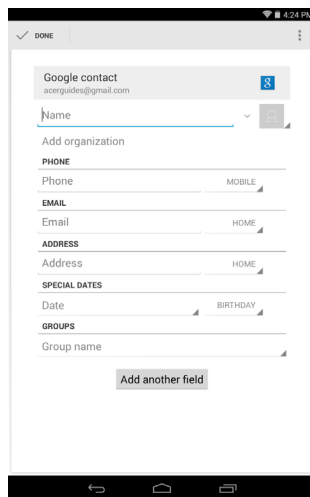 4:24 PM
DONE
Google contact
acerguides@gmail.com
8
Name
Add organization
PHONE
Phone MOBILE
EMAIL
Email HOME
ADDRESS
Address HOME
SPECIAL DATES
Date BIRTHDAY
GROUPS
Group name
Add another field